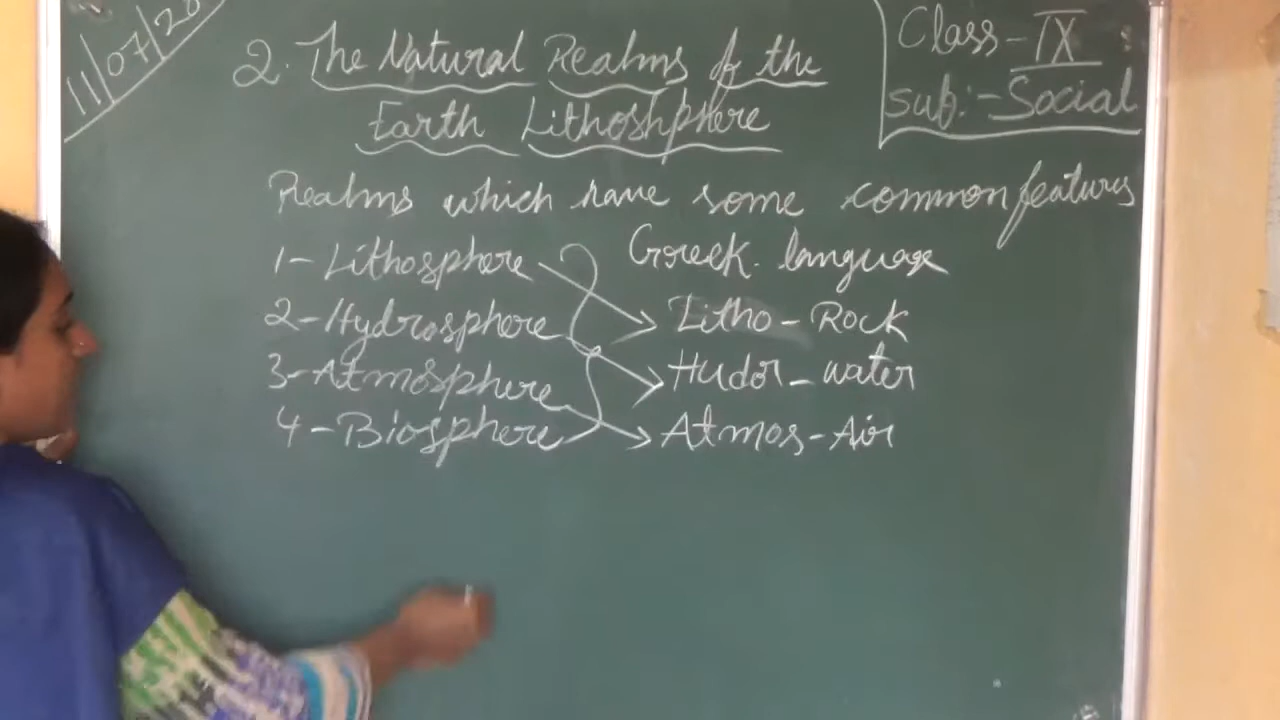 11/07/20
Class-IX :
sub:-Social
2. The Natural Realms of the
Earth Lithoshphere
Realms which have some common features
1- Lithosphere
Greek. language
Litho-Rock
2-Hydrosphere
Hudor-water
3-Atmosphere
4-Biosphere
Atmos-Air